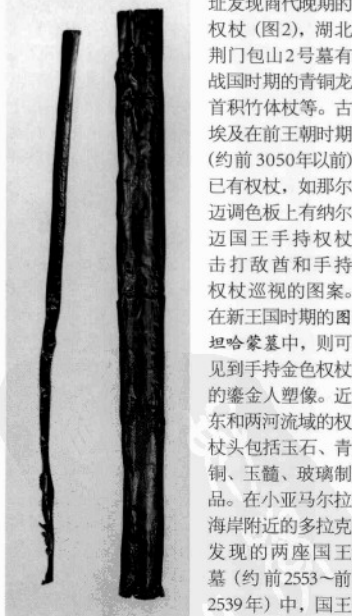 址发现商代晚期的
权杖(图2)，湖北
荆门包山2号墓有
战国时期的青铜龙
首积竹体杖等。古
埃及在前王朝时期
(约前3050年以前)
已有权杖，如那尔
迈调色板上有纳尔
迈国王手持权杖
击打敌酋和手持
权杖巡视的图案。
在新王国时期的图
坦哈蒙墓中，则可
见到手持金色权杖
的鎏金人塑像。近
东和两河流域的权
杖头包括玉石、青
铜、玉髓、玻璃制
品。在小亚马尔拉
海岸附近的多拉克
发现的两座国王
墓(约前2553~前
2539年)中，国王